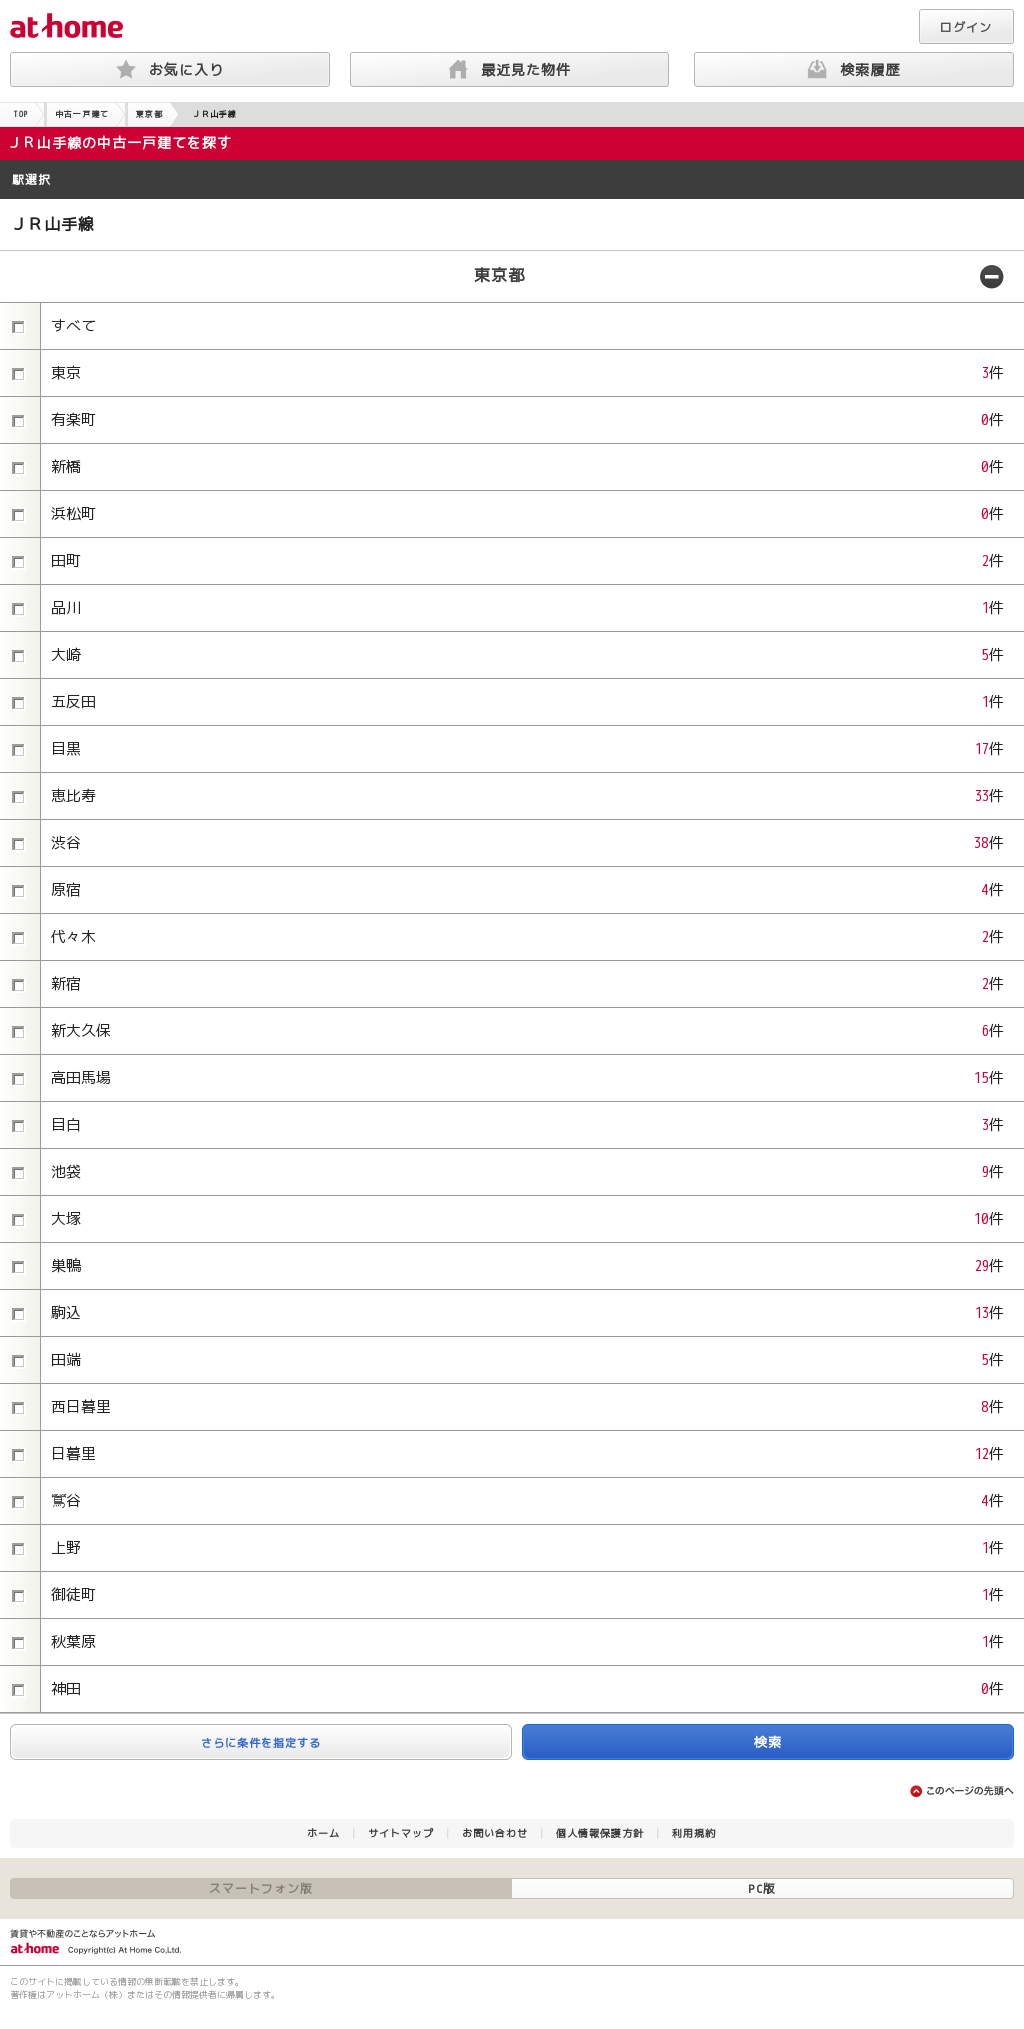 at home
ログイン
お気に入り
最近見た物件
検索履歴
TOP 中古一戸建て 東京都 ＪＲ山手線
ＪＲ山手線の中古一戸建てを探す
駅選択
ＪＲ山手線
東京都
すべて
東京 3件
有楽町 0件
新橋 0件
浜松町 0件
田町 2件
品川 1件
大崎 5件
五反田 1件
目黒 17件
恵比寿 33件
渋谷 38件
原宿 4件
代々木 2件
新宿 2件
新大久保 6件
高田馬場 15件
目白 3件
池袋 9件
大塚 10件
巣鴨 29件
駒込 13件
田端 5件
西日暮里 8件
日暮里 12件
鶯谷 4件
上野 1件
御徒町 1件
秋葉原 1件
神田 0件
さらに条件を指定する
検索
このページの先頭へ
ホーム | サイトマップ | お問い合わせ | 個人情報保護方針 | 利用規約
スマートフォン版
PC版
賃貸や不動産のことならアットホーム
at home Copyright(c) At Home Co.,Ltd.
このサイトに掲載している情報の無断転載を禁止します。
著作権はアットホーム（株）またはその情報提供者に帰属します。